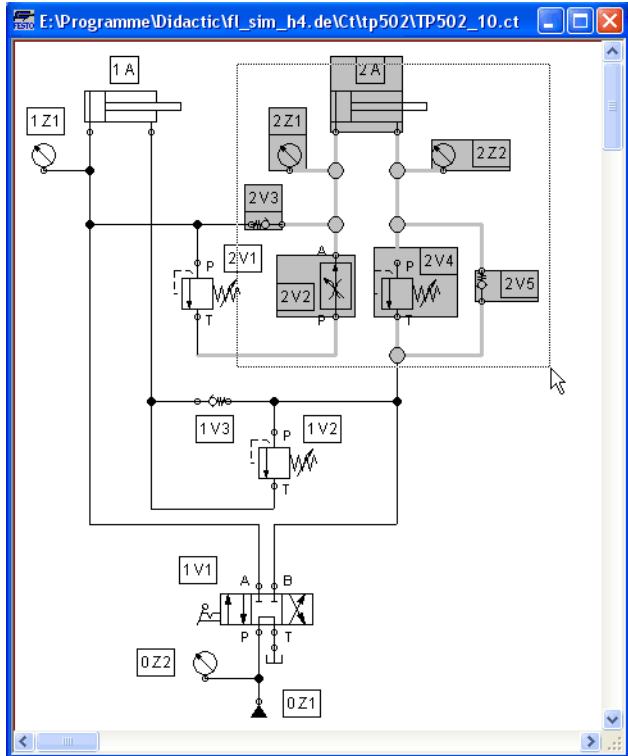 FESTO E:\Programme\Didactic\fl_sim_h4.de\Ct\tp502\TP502_10.ct
1A
2A
1Z1
2Z1
2Z2
2V3
2V1
P
T
A
2V2
P
P
2V4
T
2V5
1V3
P
1V2
T
1V1
A
B
P
T
0Z2
0Z1